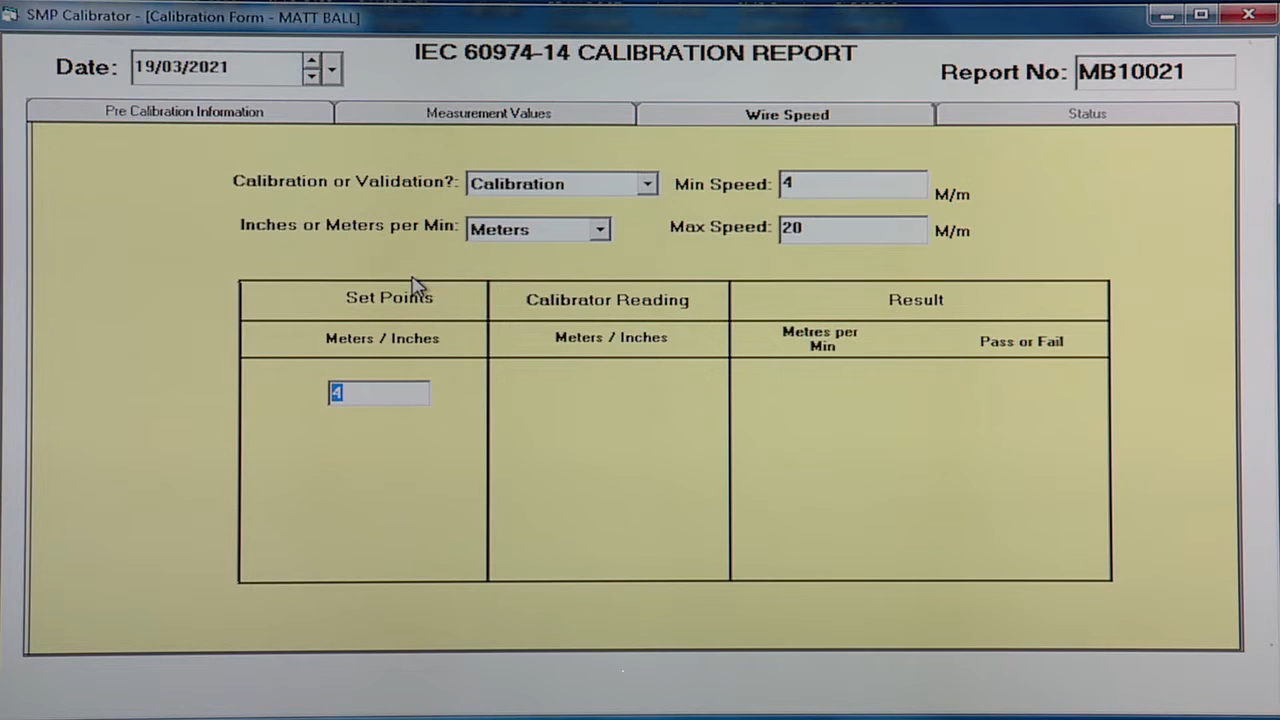 SMP Calibrator - [Calibration Form - MATT BALL]
IEC 60974-14 CALIBRATION REPORT
Date: 19/03/2021
Report No: MB10021
Pre Calibration Information
Measurement Values
Wire Speed
Status
Calibration or Validation?: Calibration
Min Speed: 4 M/m
Inches or Meters per Min: Meters
Max Speed: 20 M/m
Set Points
Calibrator Reading
Result
Meters / Inches
Meters / Inches
Metres per
Min
Pass or Fail
4